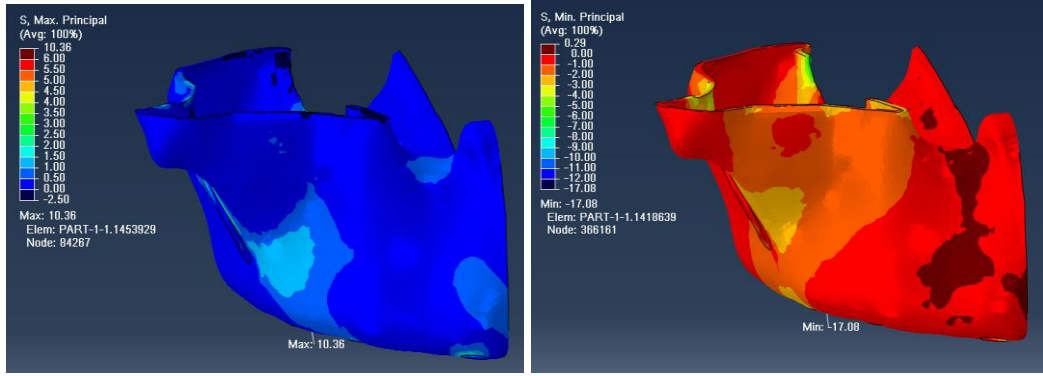 S, Max. Principal
(Avg: 100%)
10.36
6.00
5.50
5.00
4.50
4.00
3.50
3.00
2.50
2.00
1.50
1.00
0.50
0.00
-2.50
Max: 10.36
Elem: PART-1-1.1453929
Node: 84267
Max: 10.36
S, Min. Principal
(Avg: 100%)
0.29
0.00
-1.00
-2.00
-3.00
-4.00
-5.00
-6.00
-7.00
-8.00
-9.00
-10.00
-11.00
-12.00
-17.08
Min: -17.08
Elem: PART-1-1.1418639
Node: 366161
Min: -17.08